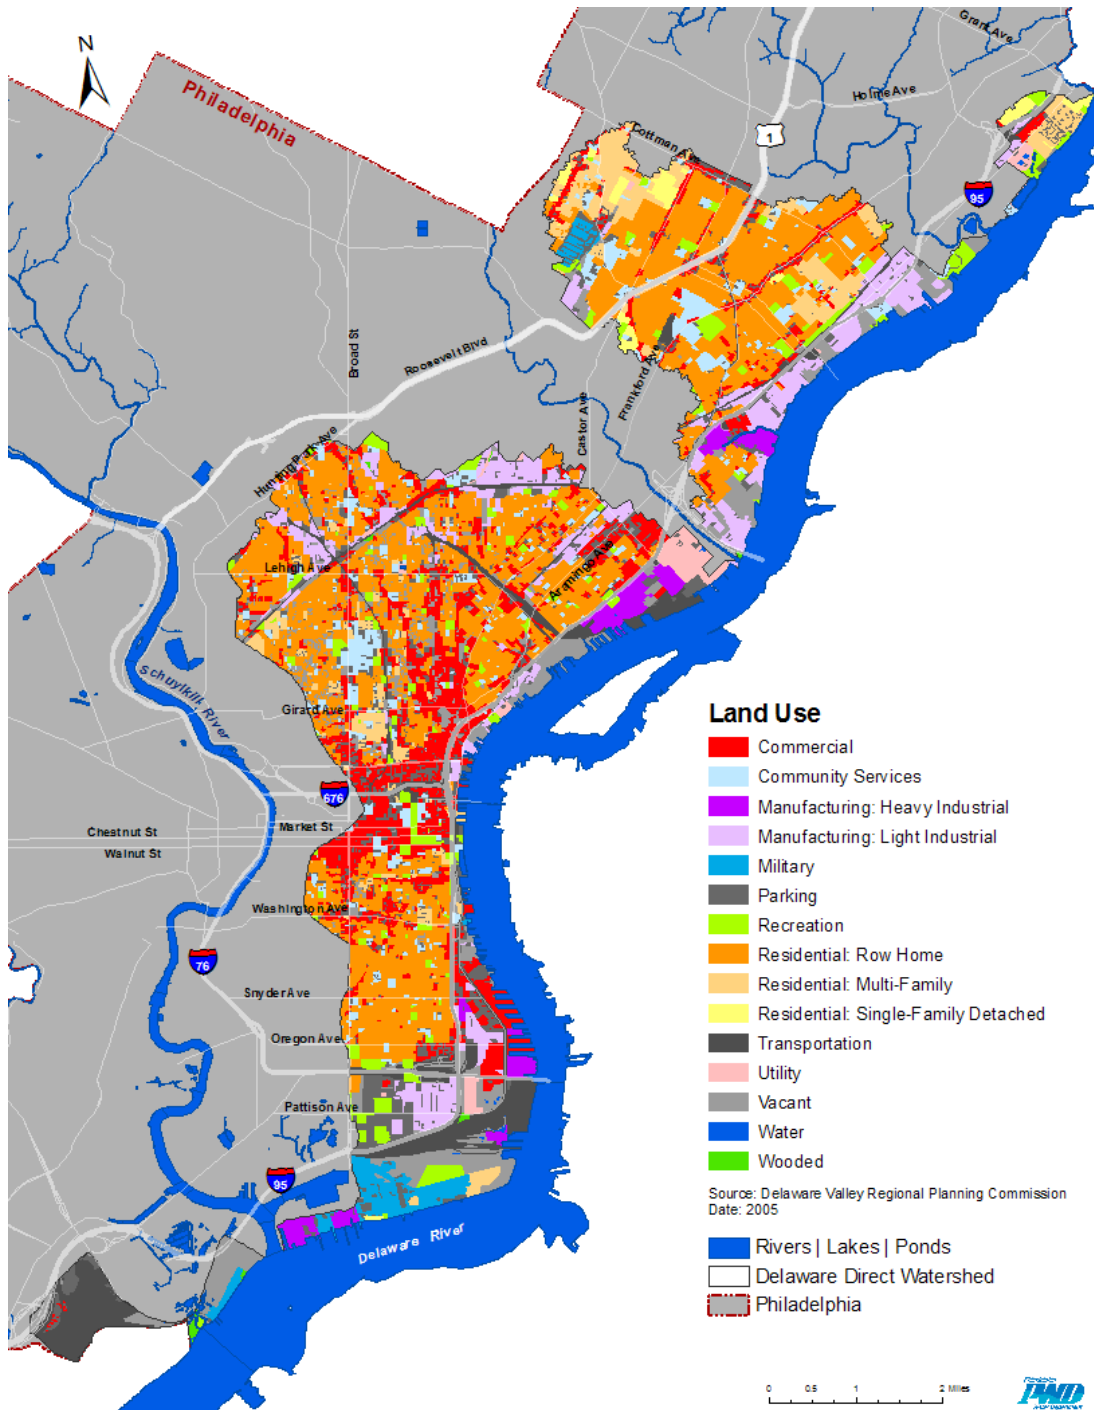 N
Philadelphia
Grant Ave
Holme Ave
Cottman Ave
1
95
Broad St
Roosevelt Blvd
Castor Ave
Frankford Ave
Hunting Park Ave
Lehigh Ave
Aramingo Ave
Schuylkill River
Girard Ave
676
Market St
Chestnut St
Walnut St
Washington Ave
76
Snyder Ave
Oregon Ave
Pattison Ave
95
Delaware River
Land Use
Commercial
Community Services
Manufacturing: Heavy Industrial
Manufacturing: Light Industrial
Military
Parking
Recreation
Residential: Row Home
Residential: Multi-Family
Residential: Single-Family Detached
Transportation
Utility
Vacant
Water
Wooded
Source: Delaware Valley Regional Planning Commission
Date: 2005
Rivers | Lakes | Ponds
Delaware Direct Watershed
Philadelphia
0 0.5 1 2 Miles
PWD